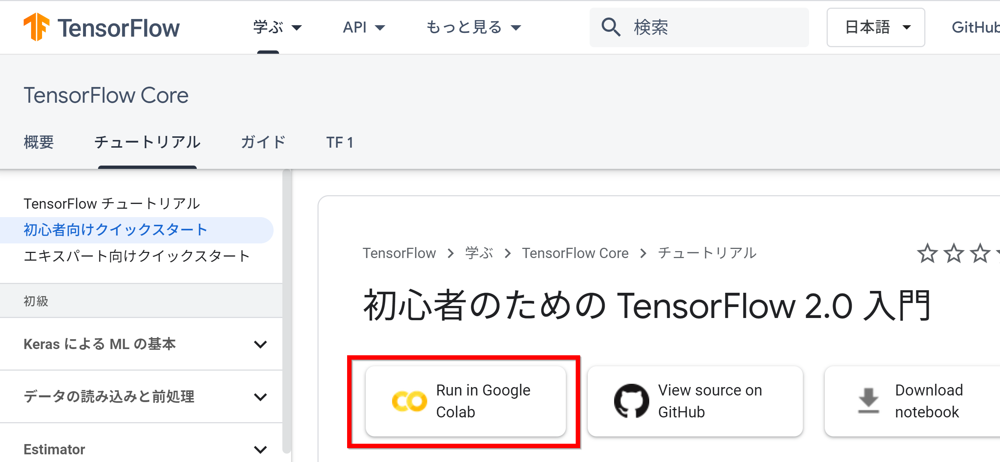 TensorFlow
学ぶ
API
もっと見る
検索
日本語
GitHub
TensorFlow Core
概要
チュートリアル
ガイド
TF 1
TensorFlow チュートリアル
初心者向けクイックスタート
エキスパート向けクイックスタート
初級
Keras による ML の基本
データの読み込みと前処理
Estimator
TensorFlow > 学ぶ > TensorFlow Core > チュートリアル
初心者のための TensorFlow 2.0 入門
Run in Google
Colab
View source on
GitHub
Download
notebook